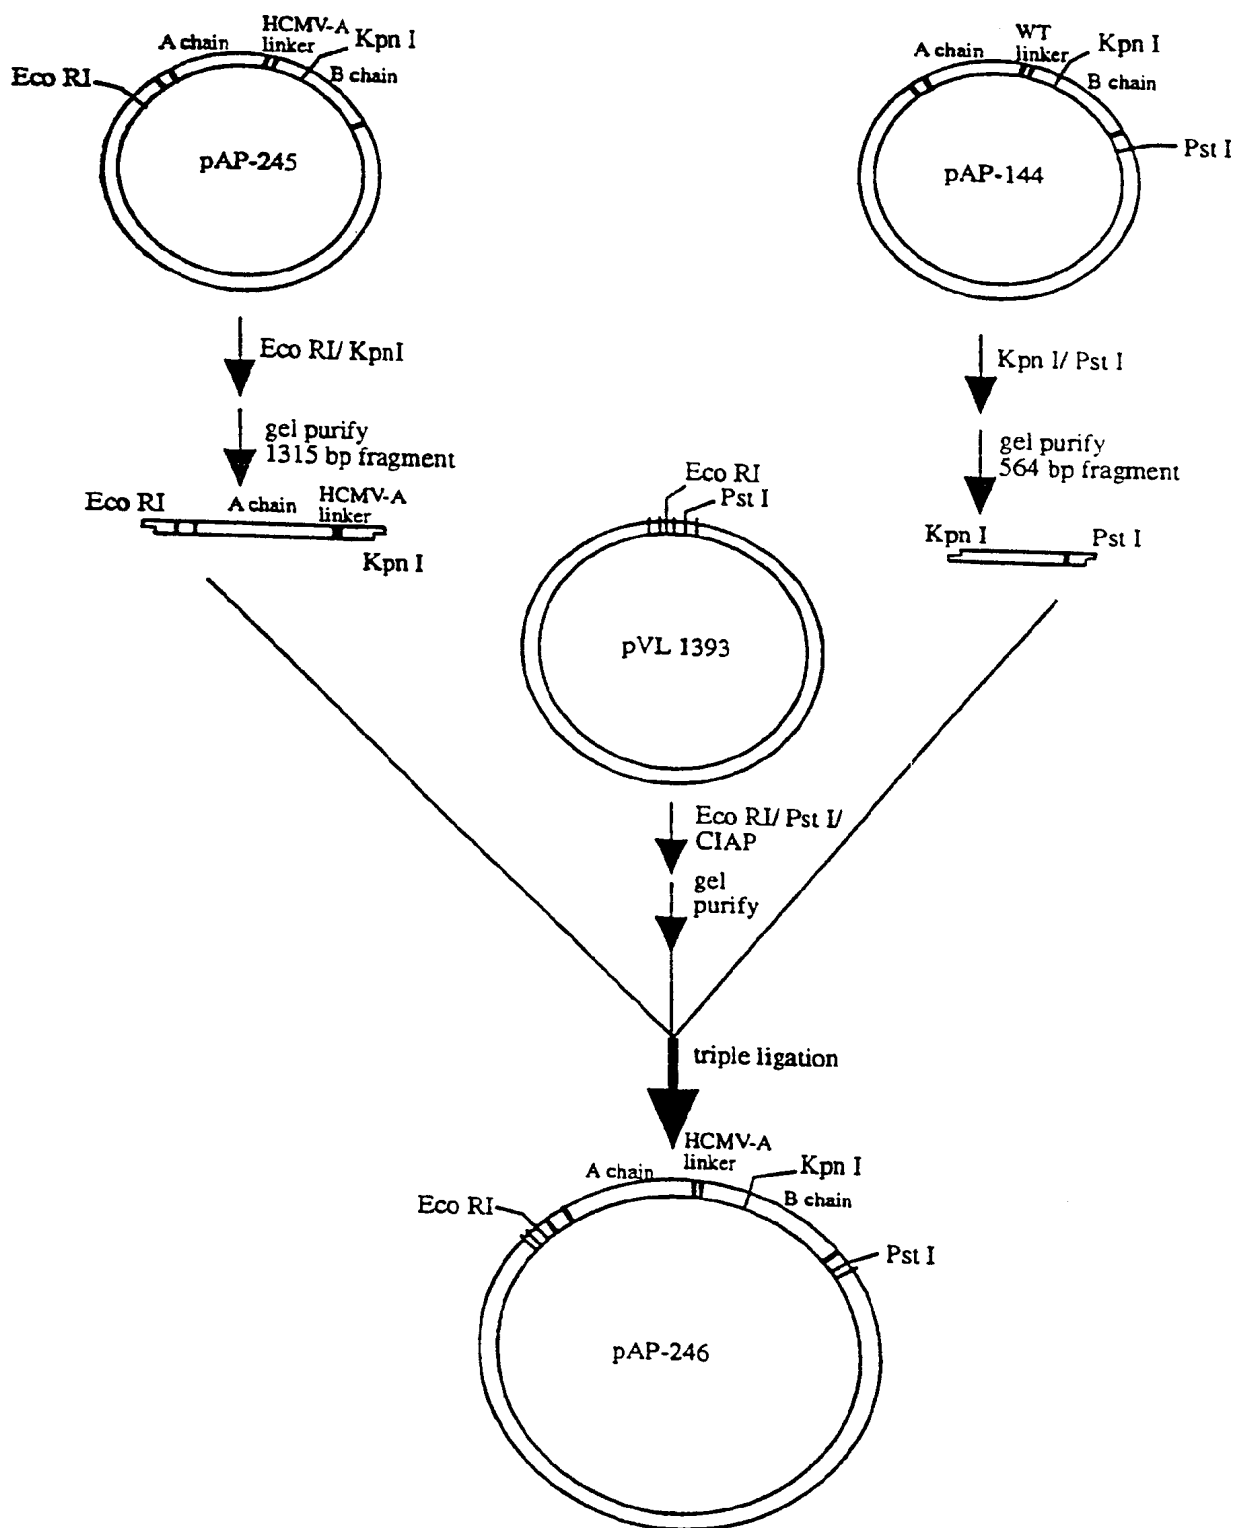 HCMV-A
linker
A chain
Kpn I
B chain
Eco RI
pAP-245
WT
linker
A chain
Kpn I
B chain
Pst I
pAP-144
Eco RI/ KpnI
gel purify
1315 bp fragment
Eco RI
A chain
HCMV-A
linker
Kpn I
Kpn I/ Pst I
gel purify
564 bp fragment
Kpn I
Pst I
Eco RI
Pst I
pVL 1393
Eco RI/ Pst I/
CIAP
gel
purify
triple ligation
HCMV-A
linker
A chain
Kpn I
B chain
Eco RI
Pst I
pAP-246